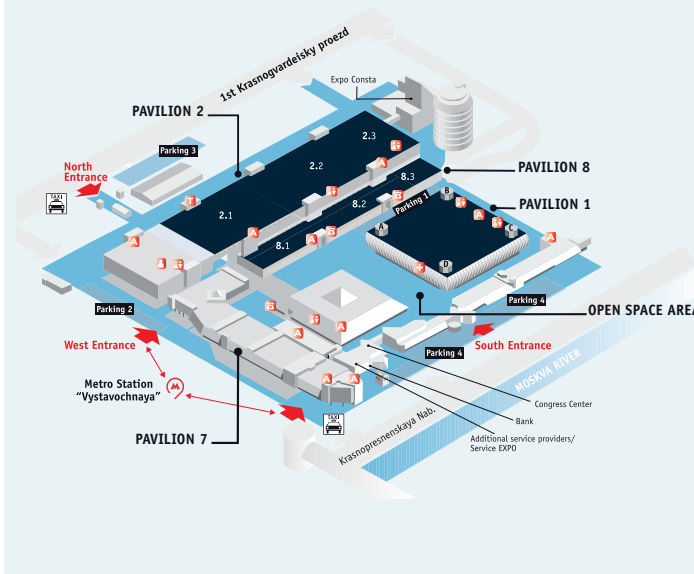 1st Krasnogvardeisky proezd
Expo Consta
PAVILION 2
2.3
Parking 3
2.2
8.3
PAVILION 8
North
Entrance
TAXI
T
A
B
PAVILION 1
8.2
Parking 1
2.1
A
A
C
A
A
A
8.1
A
D
OPEN SPACE AREA
Parking 4
Parking 2
A
A
West Entrance
South Entrance
Parking 4
MOSKVA RIVER
Metro Station
"Vystavochnaya"
M
A
A
Congress Center
Bank
TAXI
Krasnopresnenskaya Nab.
Additional service providers/
Service EXPO
PAVILION 7